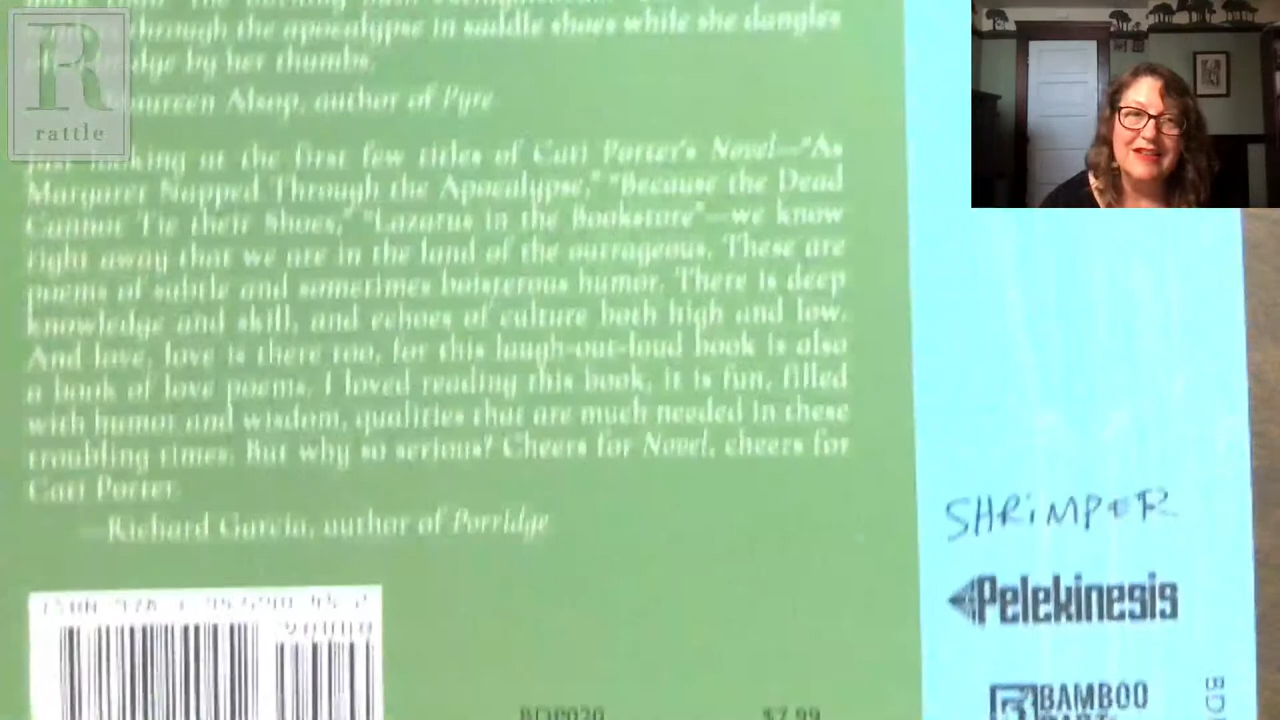 through the apocalypse in saddle shoes while she dangles
by her thumbs.
Maureen Alsop, author of Pyre
R
rattle
looking at the first few titles of Cati Porter's Novel—"As
Margaret Napped Through the Apocalypse," "Because the Dead
Cannot Tie their Shoes," "Lazarus in the Bookstore"—we know
right away that we are in the land of the outrageous. These are
poems of subtle and sometimes boisterous humor. There is deep
knowledge and skill, and echoes of culture both high and low.
And love, love is there too, for this laugh-out-loud book is also
a book of love poems. I loved reading this book, it is fun, filled
with humor and wisdom, qualities that are much needed in these
troubling times. But why so serious? Cheers for Novel, cheers for
Cati Porter.
—Richard Garcia, author of Porridge
BDP020
$7.99
SHRiMPER
Pelekinesis
BAMBOO
BD